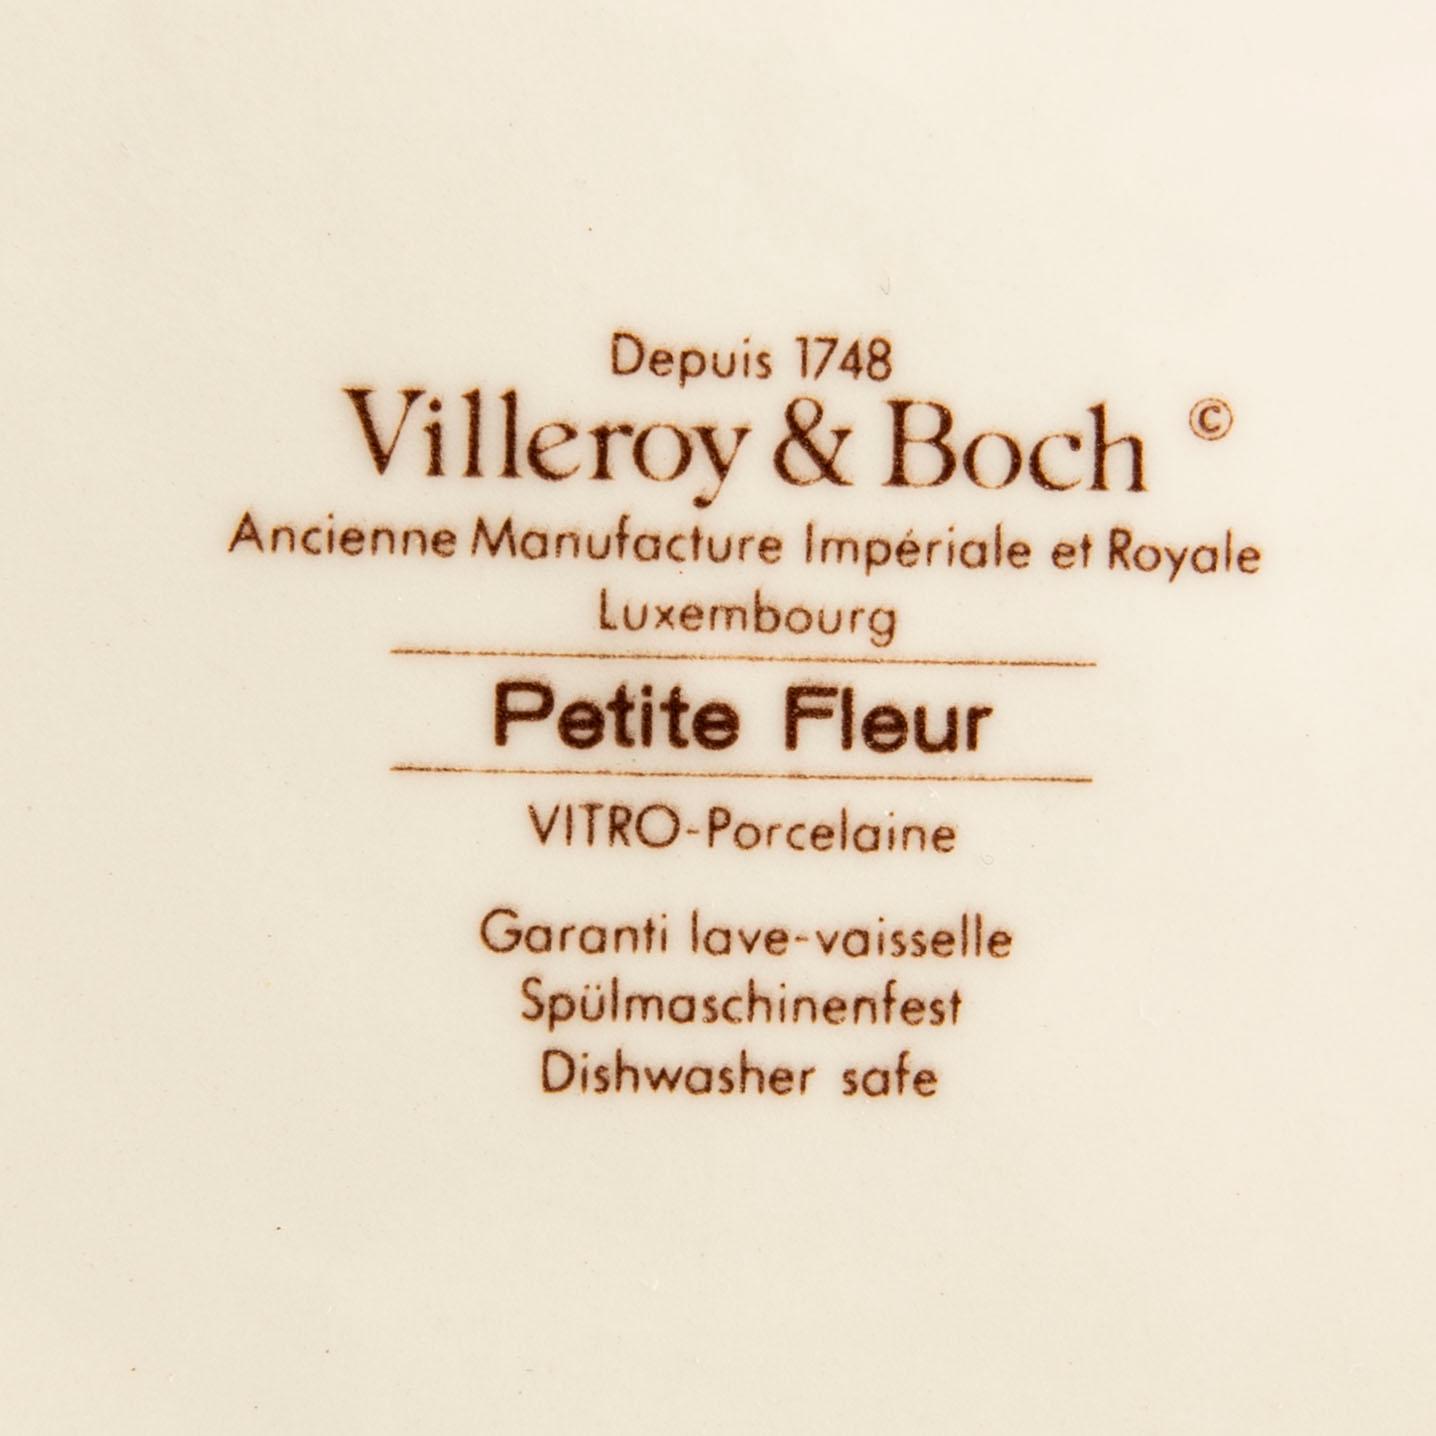 Depuis 1748
Villeroy & Boch ©
Ancienne Manufacture Impériale et Royale
Luxembourg
Petite Fleur
VITRO-Porcelaine
Garanti lave-vaisselle
Spülmaschinenfest
Dishwasher safe